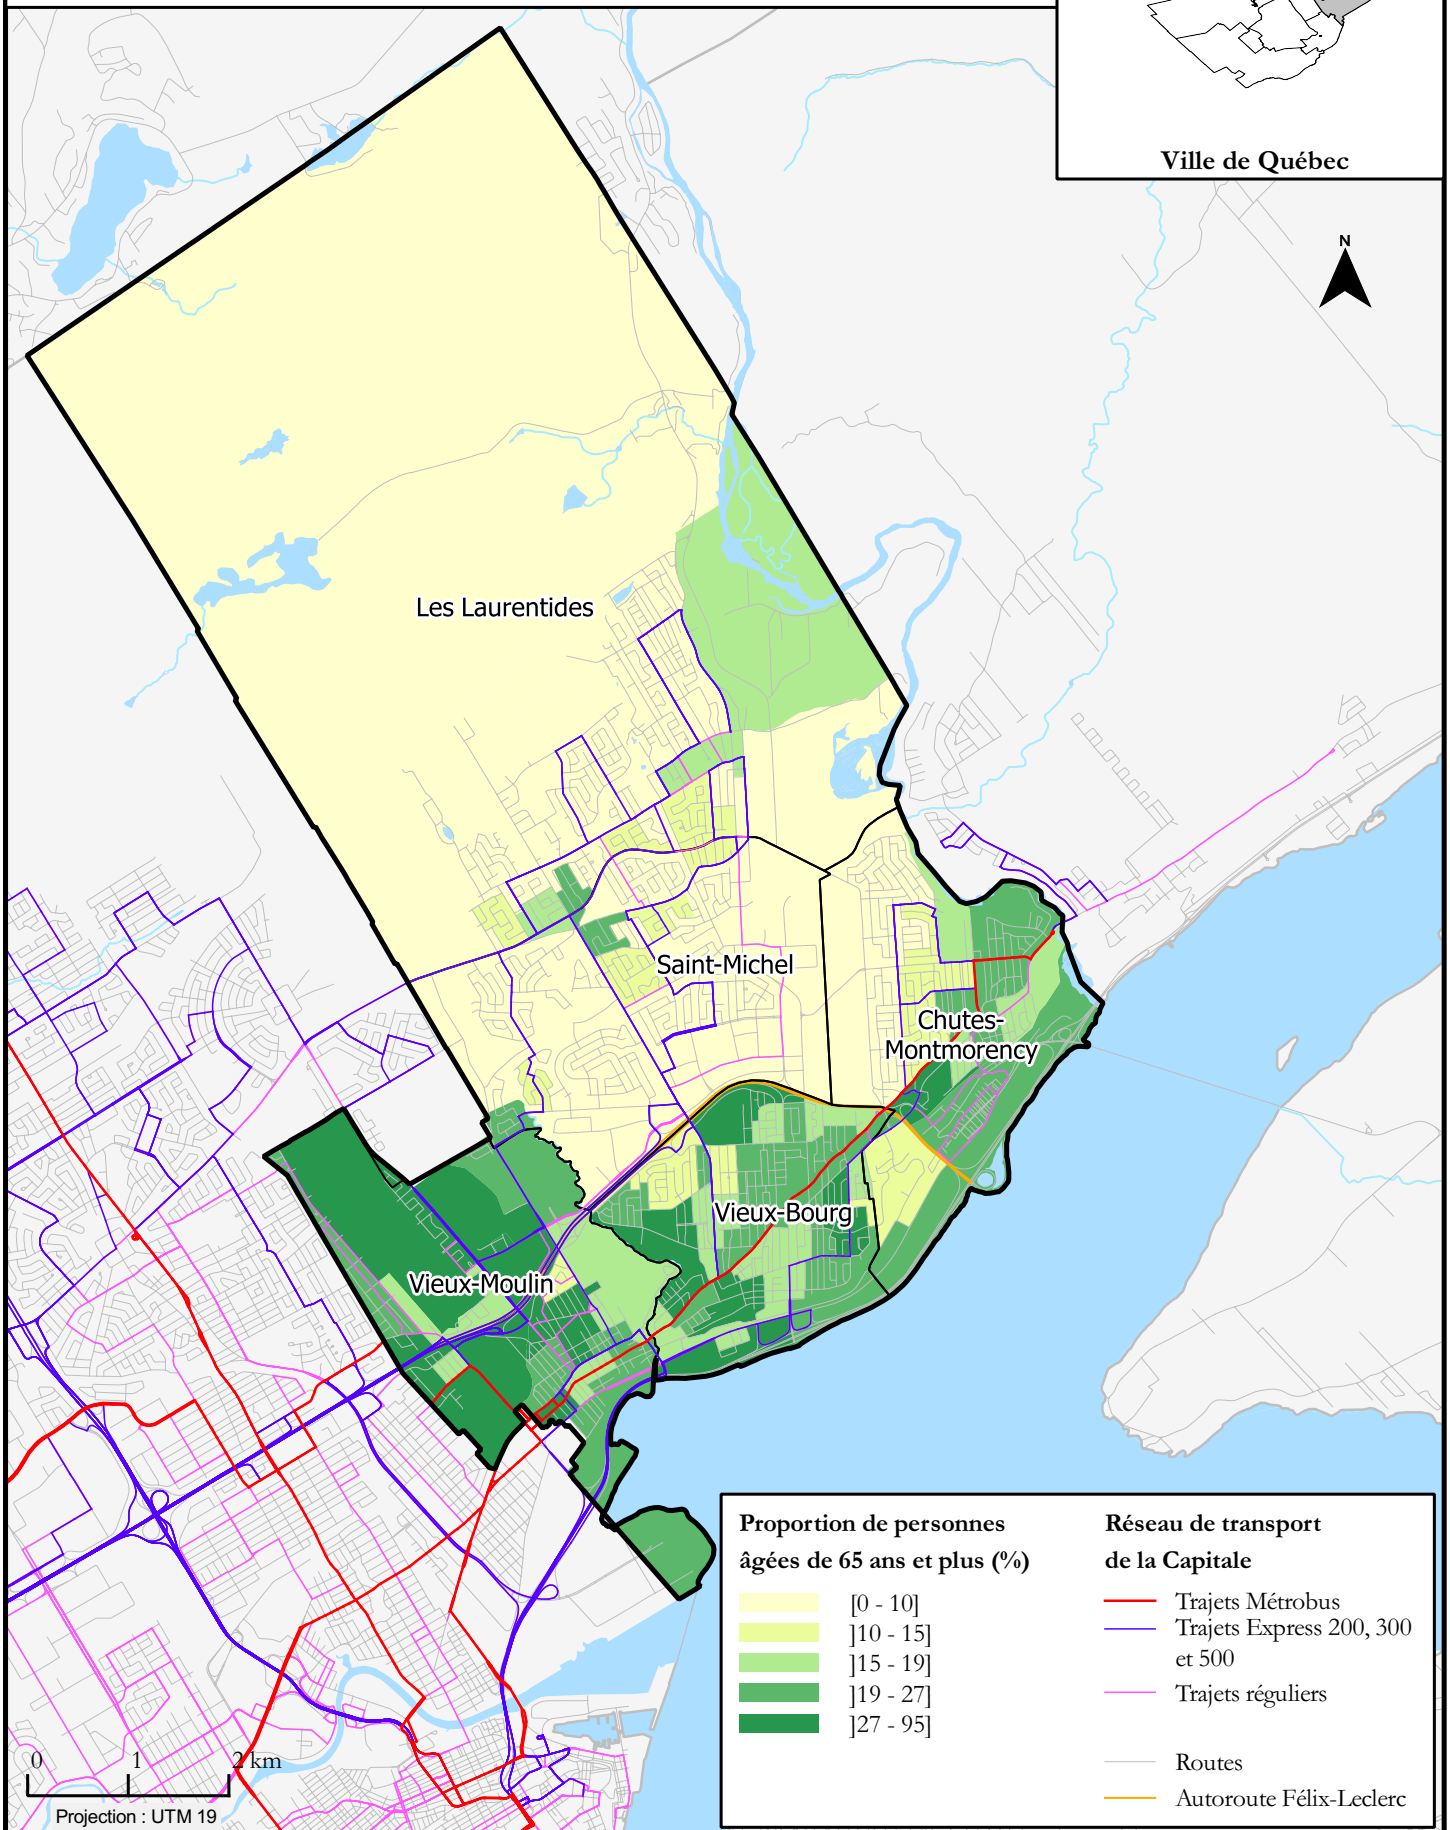 Ville de Québec
N
Les Laurentides
Saint-Michel
Chutes-
Montmorency
Vieux-Bourg
Vieux-Moulin
Proportion de personnes
âgées de 65 ans et plus (%)
[0 - 10]
]10 - 15]
]15 - 19]
]19 - 27]
]27 - 95]
Réseau de transport
de la Capitale
Trajets Métrobus
Trajets Express 200, 300
et 500
Trajets réguliers
Routes
Autoroute Félix-Leclerc
0 1 2 km
Projection : UTM 19